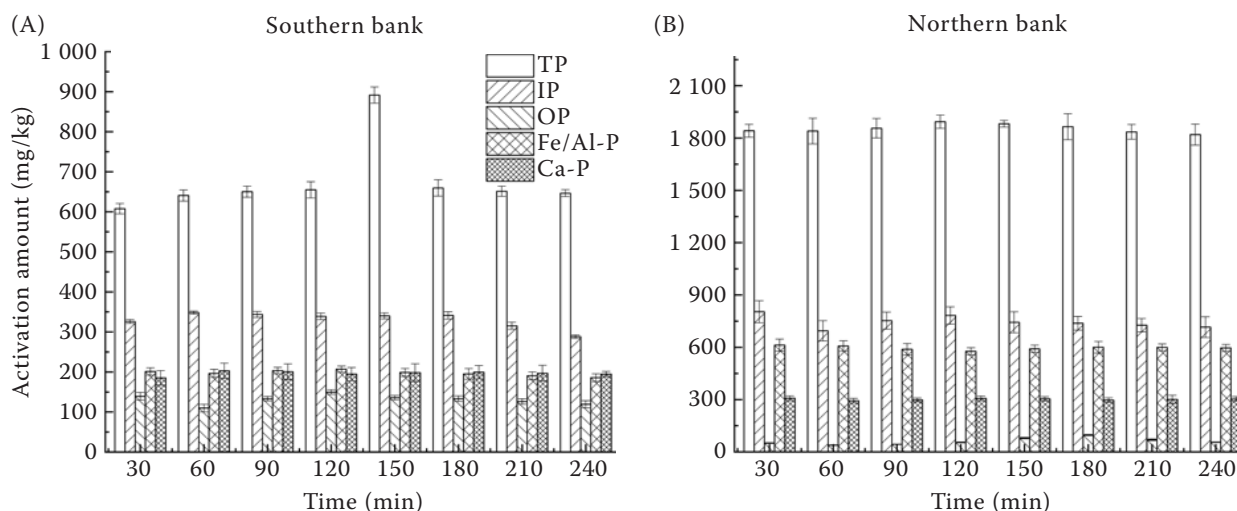 (A)
Southern bank
Activation amount (mg/kg)
1 000
900
800
700
600
500
400
300
200
100
0
TP
IP
OP
Fe/Al-P
Ca-P
30 60 90 120 150 180 210 240
Time (min)
(B)
Northern bank
2 100
1 800
1 500
1 200
900
600
300
0
30 60 90 120 150 180 210 240
Time (min)